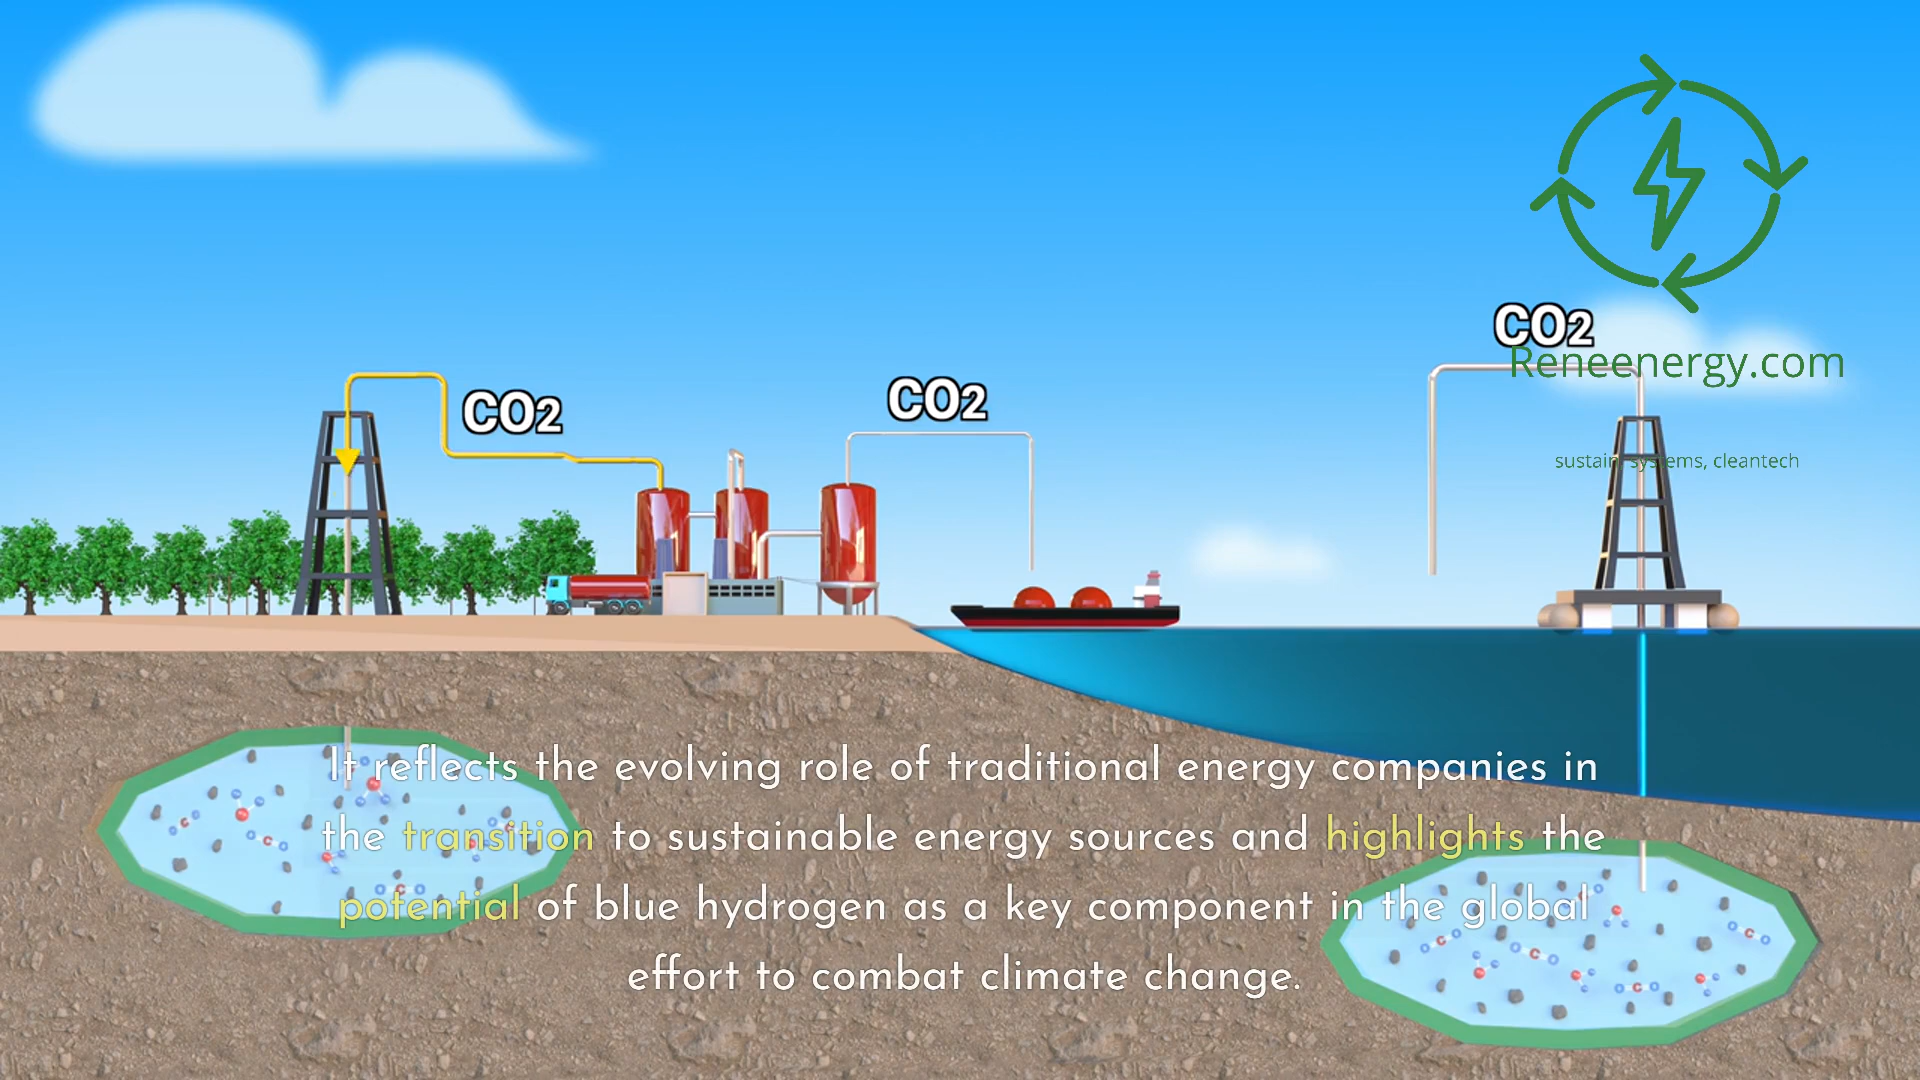 CO2
Reneenergy.com
CO2
CO2
sustain, systems, cleantech
It reflects the evolving role of traditional energy companies in
the transition to sustainable energy sources and highlights the
potential of blue hydrogen as a key component in the global
effort to combat climate change.